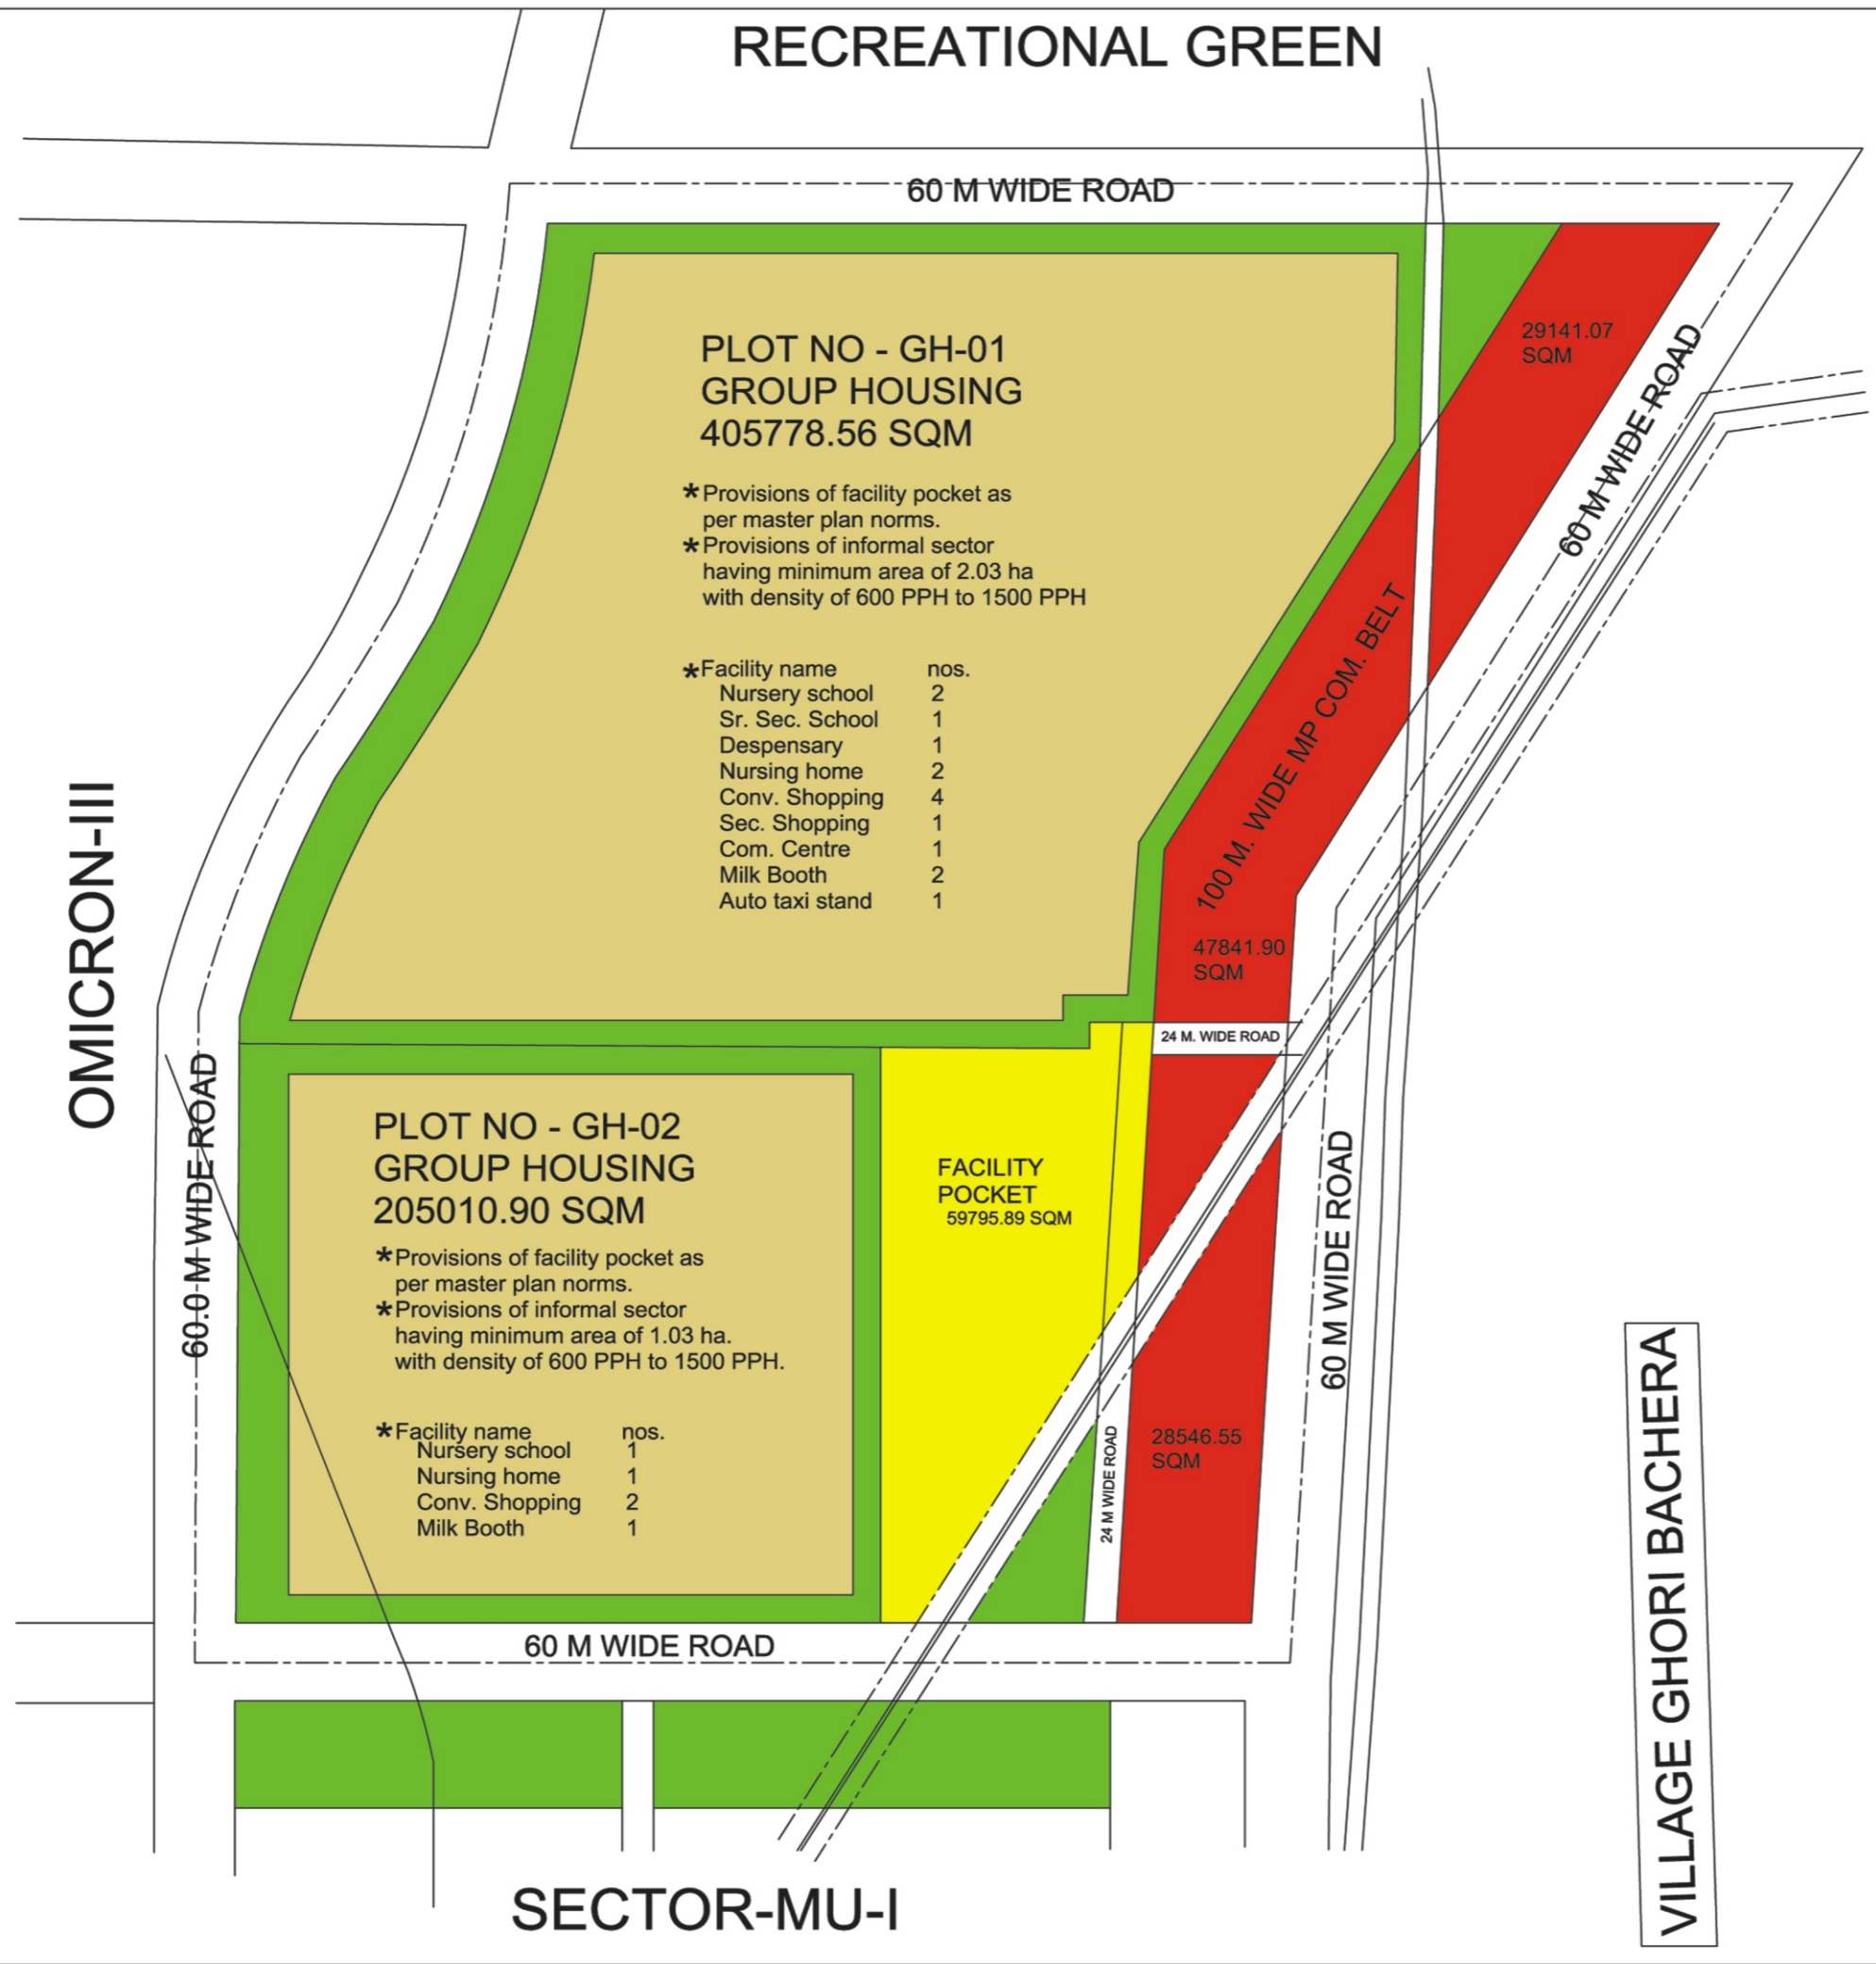 RECREATIONAL GREEN
60 M WIDE ROAD
29141.07
SQM
60 M WIDE ROAD
PLOT NO - GH-01
GROUP HOUSING
405778.56 SQM
*Provisions of facility pocket as
per master plan norms.
*Provisions of informal sector
having minimum area of 2.03 ha
with density of 600 PPH to 1500 PPH
*Facility name nos.
Nursery school 2
Sr. Sec. School 1
Despensary 1
Nursing home 2
Conv. Shopping 4
Sec. Shopping 1
Com. Centre 1
Milk Booth 2
Auto taxi stand 1
100 M. WIDE MP COM. BELT
47841.90
SQM
OMICRON-III
24 M. WIDE ROAD
60.0 M WIDE ROAD
PLOT NO - GH-02
GROUP HOUSING
205010.90 SQM
*Provisions of facility pocket as
per master plan norms.
*Provisions of informal sector
having minimum area of 1.03 ha.
with density of 600 PPH to 1500 PPH.
*Facility name nos.
Nursery school 1
Nursing home 1
Conv. Shopping 2
Milk Booth 1
FACILITY
POCKET
59795.89 SQM
60 M WIDE ROAD
28546.55
SQM
24 M WIDE ROAD
60 M WIDE ROAD
VILLAGE GHORI BACHERA
SECTOR-MU-I